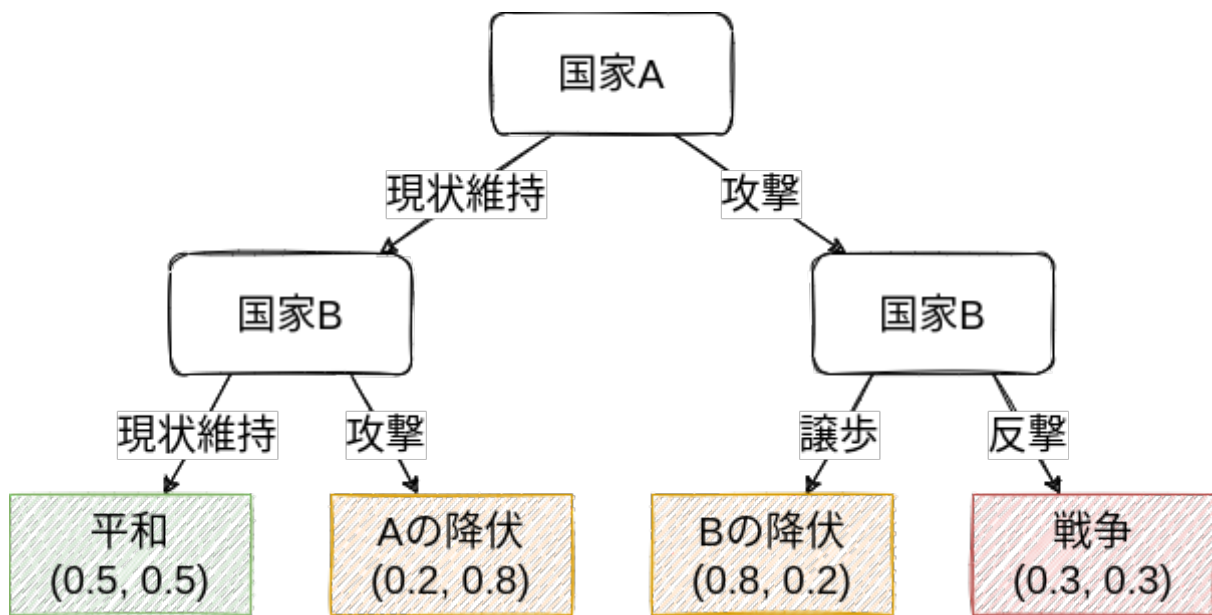 国家A
現状維持
攻撃
国家B
国家B
現状維持
攻撃
譲歩
反撃
平和
(0.5, 0.5)
Aの降伏
(0.2, 0.8)
Bの降伏
(0.8, 0.2)
戦争
(0.3, 0.3)